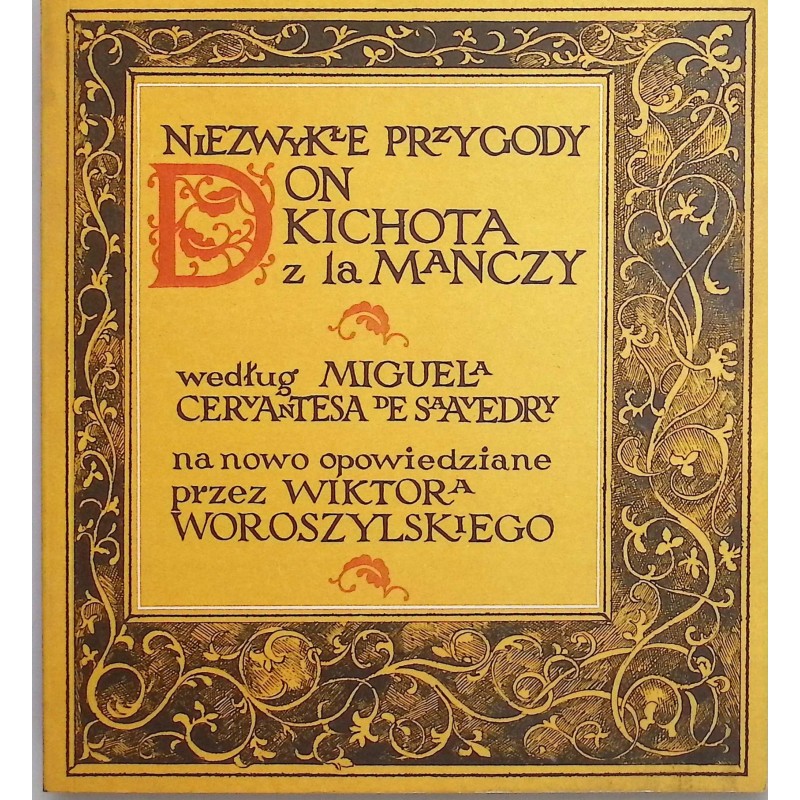 NIEZWYKŁE PRZYGODY
DON
KICHOTA
z la MANCZY
według MIGUELA
CERVANTESA DE SAAVEDRY
na nowo opowiedziane
przez WIKTORA
WOROSZYLSKIEGO